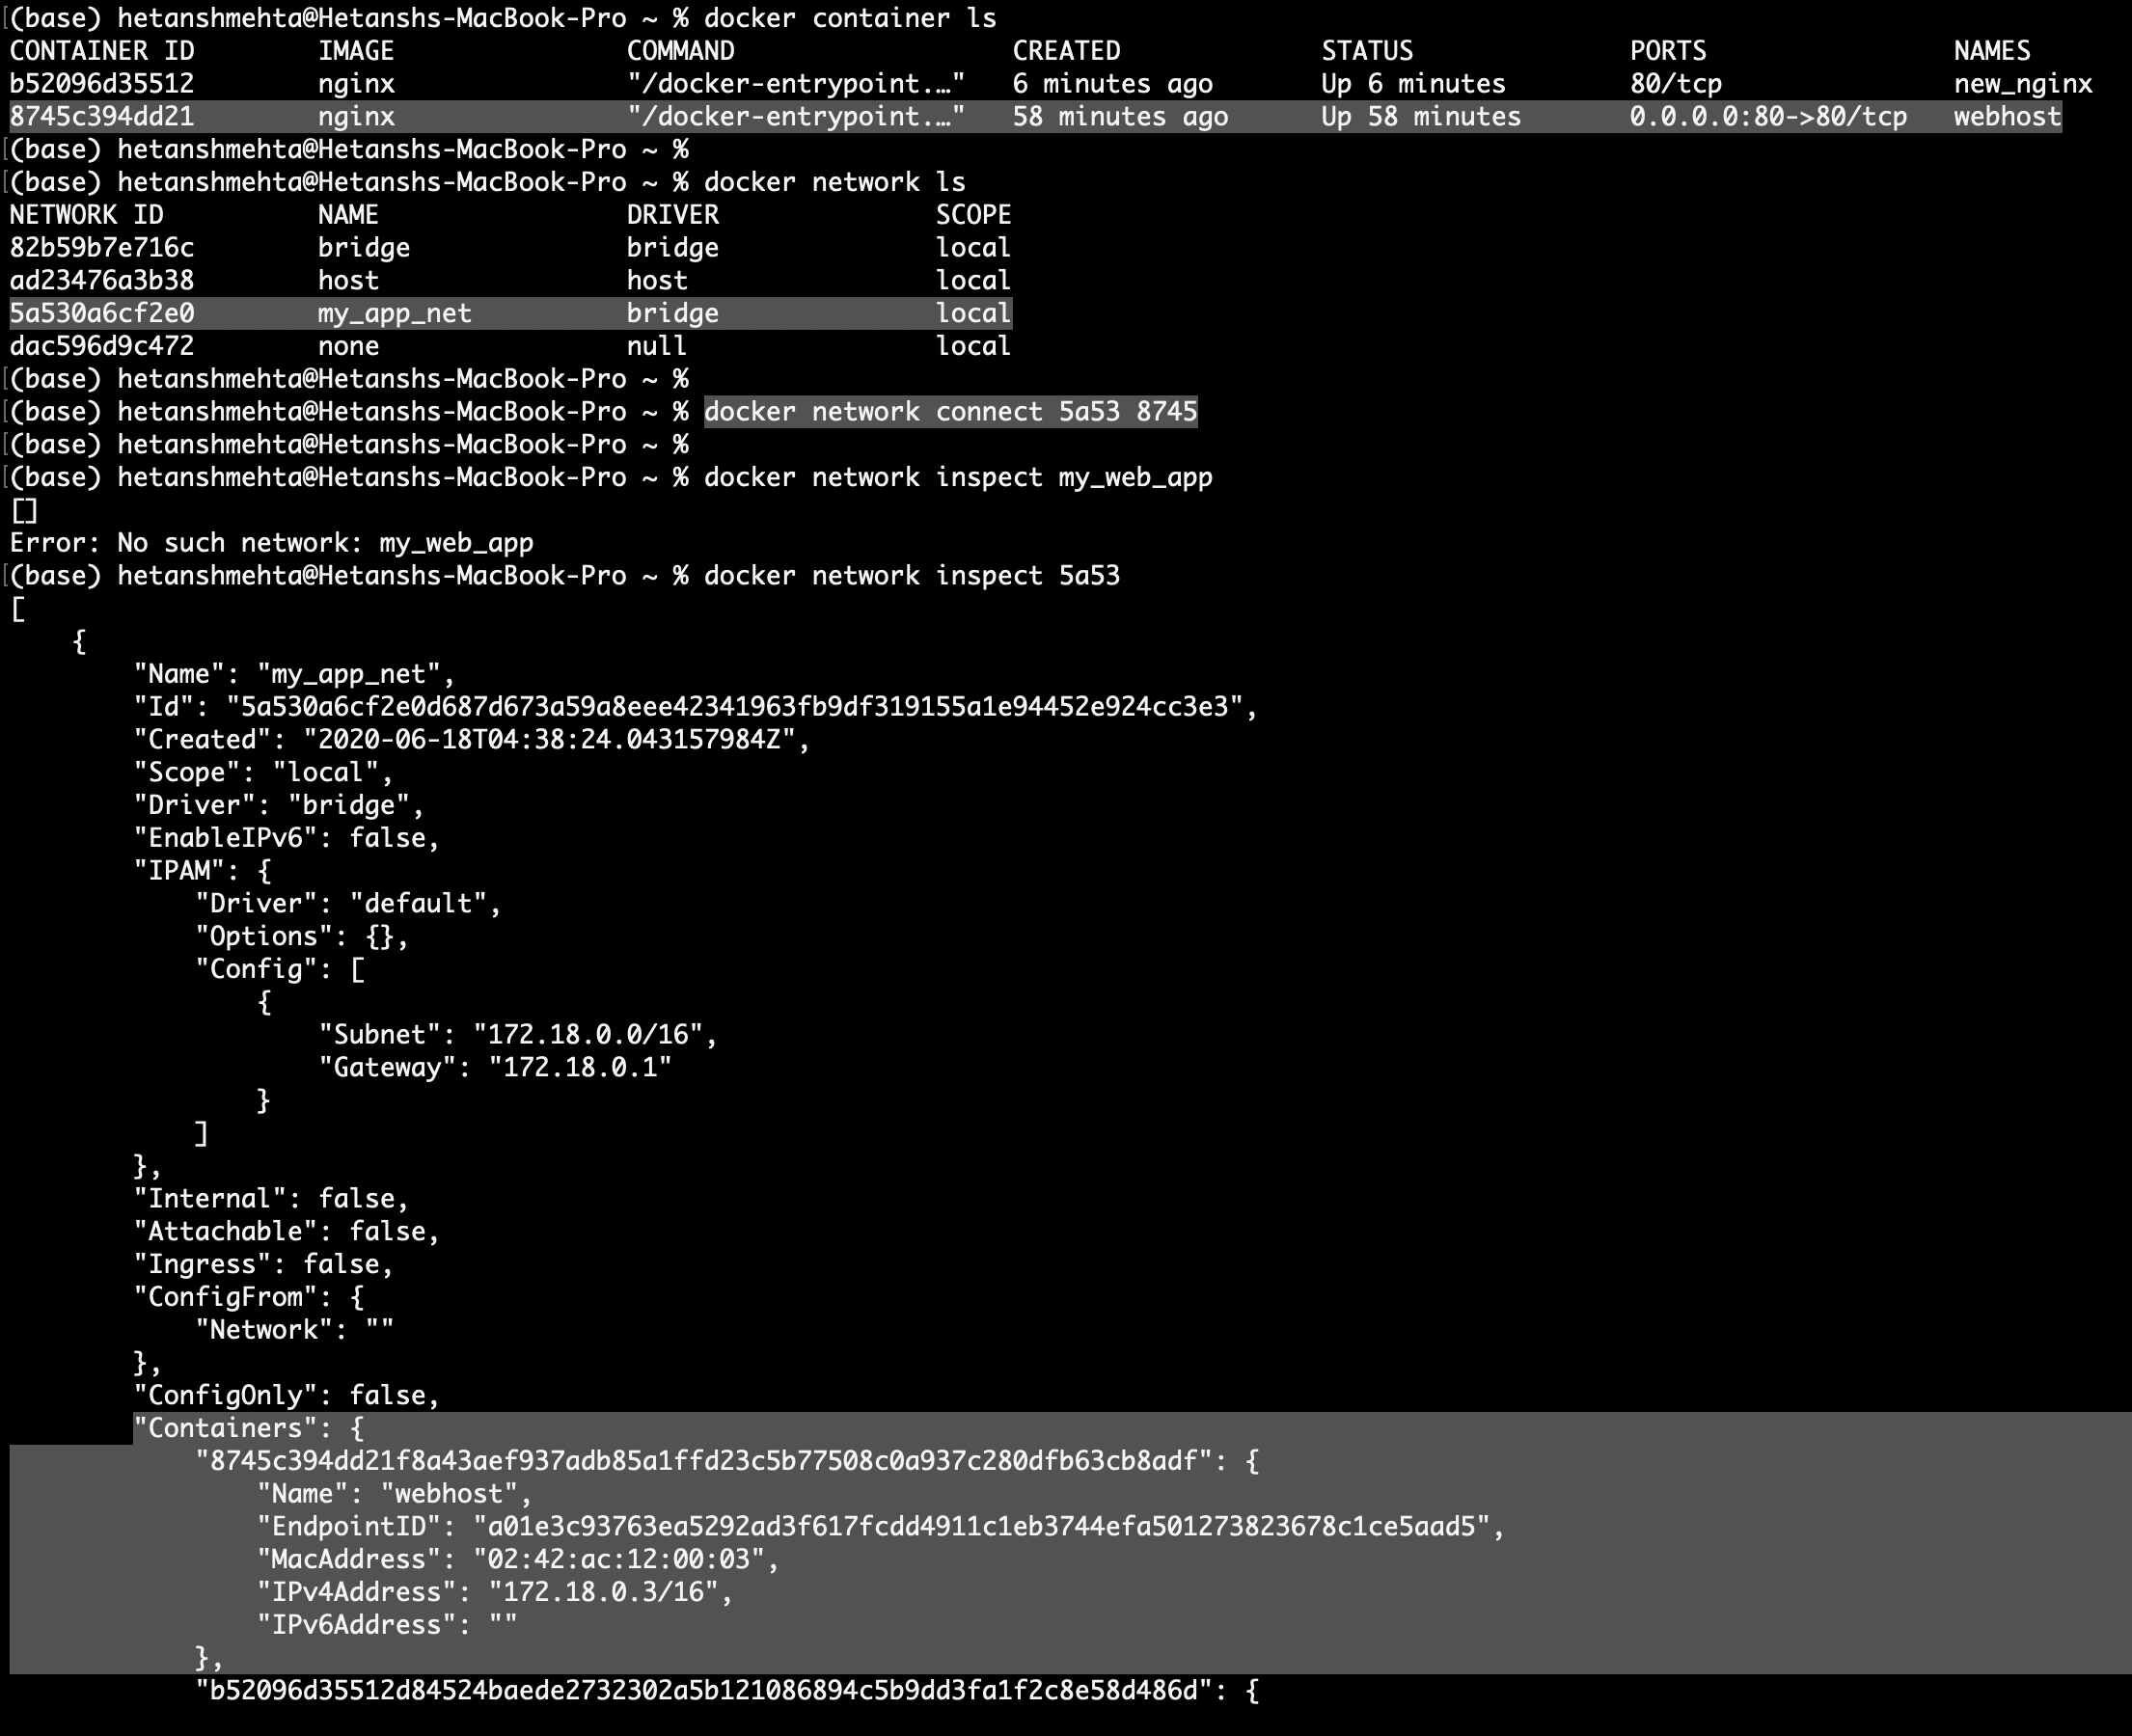 (base) hetanshmehta@Hetanshs-MacBook-Pro ~ % docker container ls
CONTAINER ID        IMAGE               COMMAND                  CREATED             STATUS              PORTS                NAMES
b52096d35512        nginx               "/docker-entrypoint.…"   6 minutes ago       Up 6 minutes        80/tcp               new_nginx
8745c394dd21        nginx               "/docker-entrypoint.…"   58 minutes ago      Up 58 minutes       0.0.0.0:80->80/tcp   webhost
(base) hetanshmehta@Hetanshs-MacBook-Pro ~ %
(base) hetanshmehta@Hetanshs-MacBook-Pro ~ % docker network ls
NETWORK ID          NAME                DRIVER              SCOPE
82b59b7e716c        bridge              bridge              local
ad23476a3b38        host                host                local
5a530a6cf2e0        my_app_net          bridge              local
dac596d9c472        none                null                local
(base) hetanshmehta@Hetanshs-MacBook-Pro ~ %
(base) hetanshmehta@Hetanshs-MacBook-Pro ~ % docker network connect 5a53 8745
(base) hetanshmehta@Hetanshs-MacBook-Pro ~ %
(base) hetanshmehta@Hetanshs-MacBook-Pro ~ % docker network inspect my_web_app
[]
Error: No such network: my_web_app
(base) hetanshmehta@Hetanshs-MacBook-Pro ~ % docker network inspect 5a53
[
    {
        "Name": "my_app_net",
        "Id": "5a530a6cf2e0d687d673a59a8eee42341963fb9df319155a1e94452e924cc3e3",
        "Created": "2020-06-18T04:38:24.043157984Z",
        "Scope": "local",
        "Driver": "bridge",
        "EnableIPv6": false,
        "IPAM": {
            "Driver": "default",
            "Options": {},
            "Config": [
                {
                    "Subnet": "172.18.0.0/16",
                    "Gateway": "172.18.0.1"
                }
            ]
        },
        "Internal": false,
        "Attachable": false,
        "Ingress": false,
        "ConfigFrom": {
            "Network": ""
        },
        "ConfigOnly": false,
        "Containers": {
            "8745c394dd21f8a43aef937adb85a1ffd23c5b77508c0a937c280dfb63cb8adf": {
                "Name": "webhost",
                "EndpointID": "a01e3c93763ea5292ad3f617fcdd4911c1eb3744efa501273823678c1ce5aad5",
                "MacAddress": "02:42:ac:12:00:03",
                "IPv4Address": "172.18.0.3/16",
                "IPv6Address": ""
            },
            "b52096d35512d84524baede2732302a5b121086894c5b9dd3fa1f2c8e58d486d": {